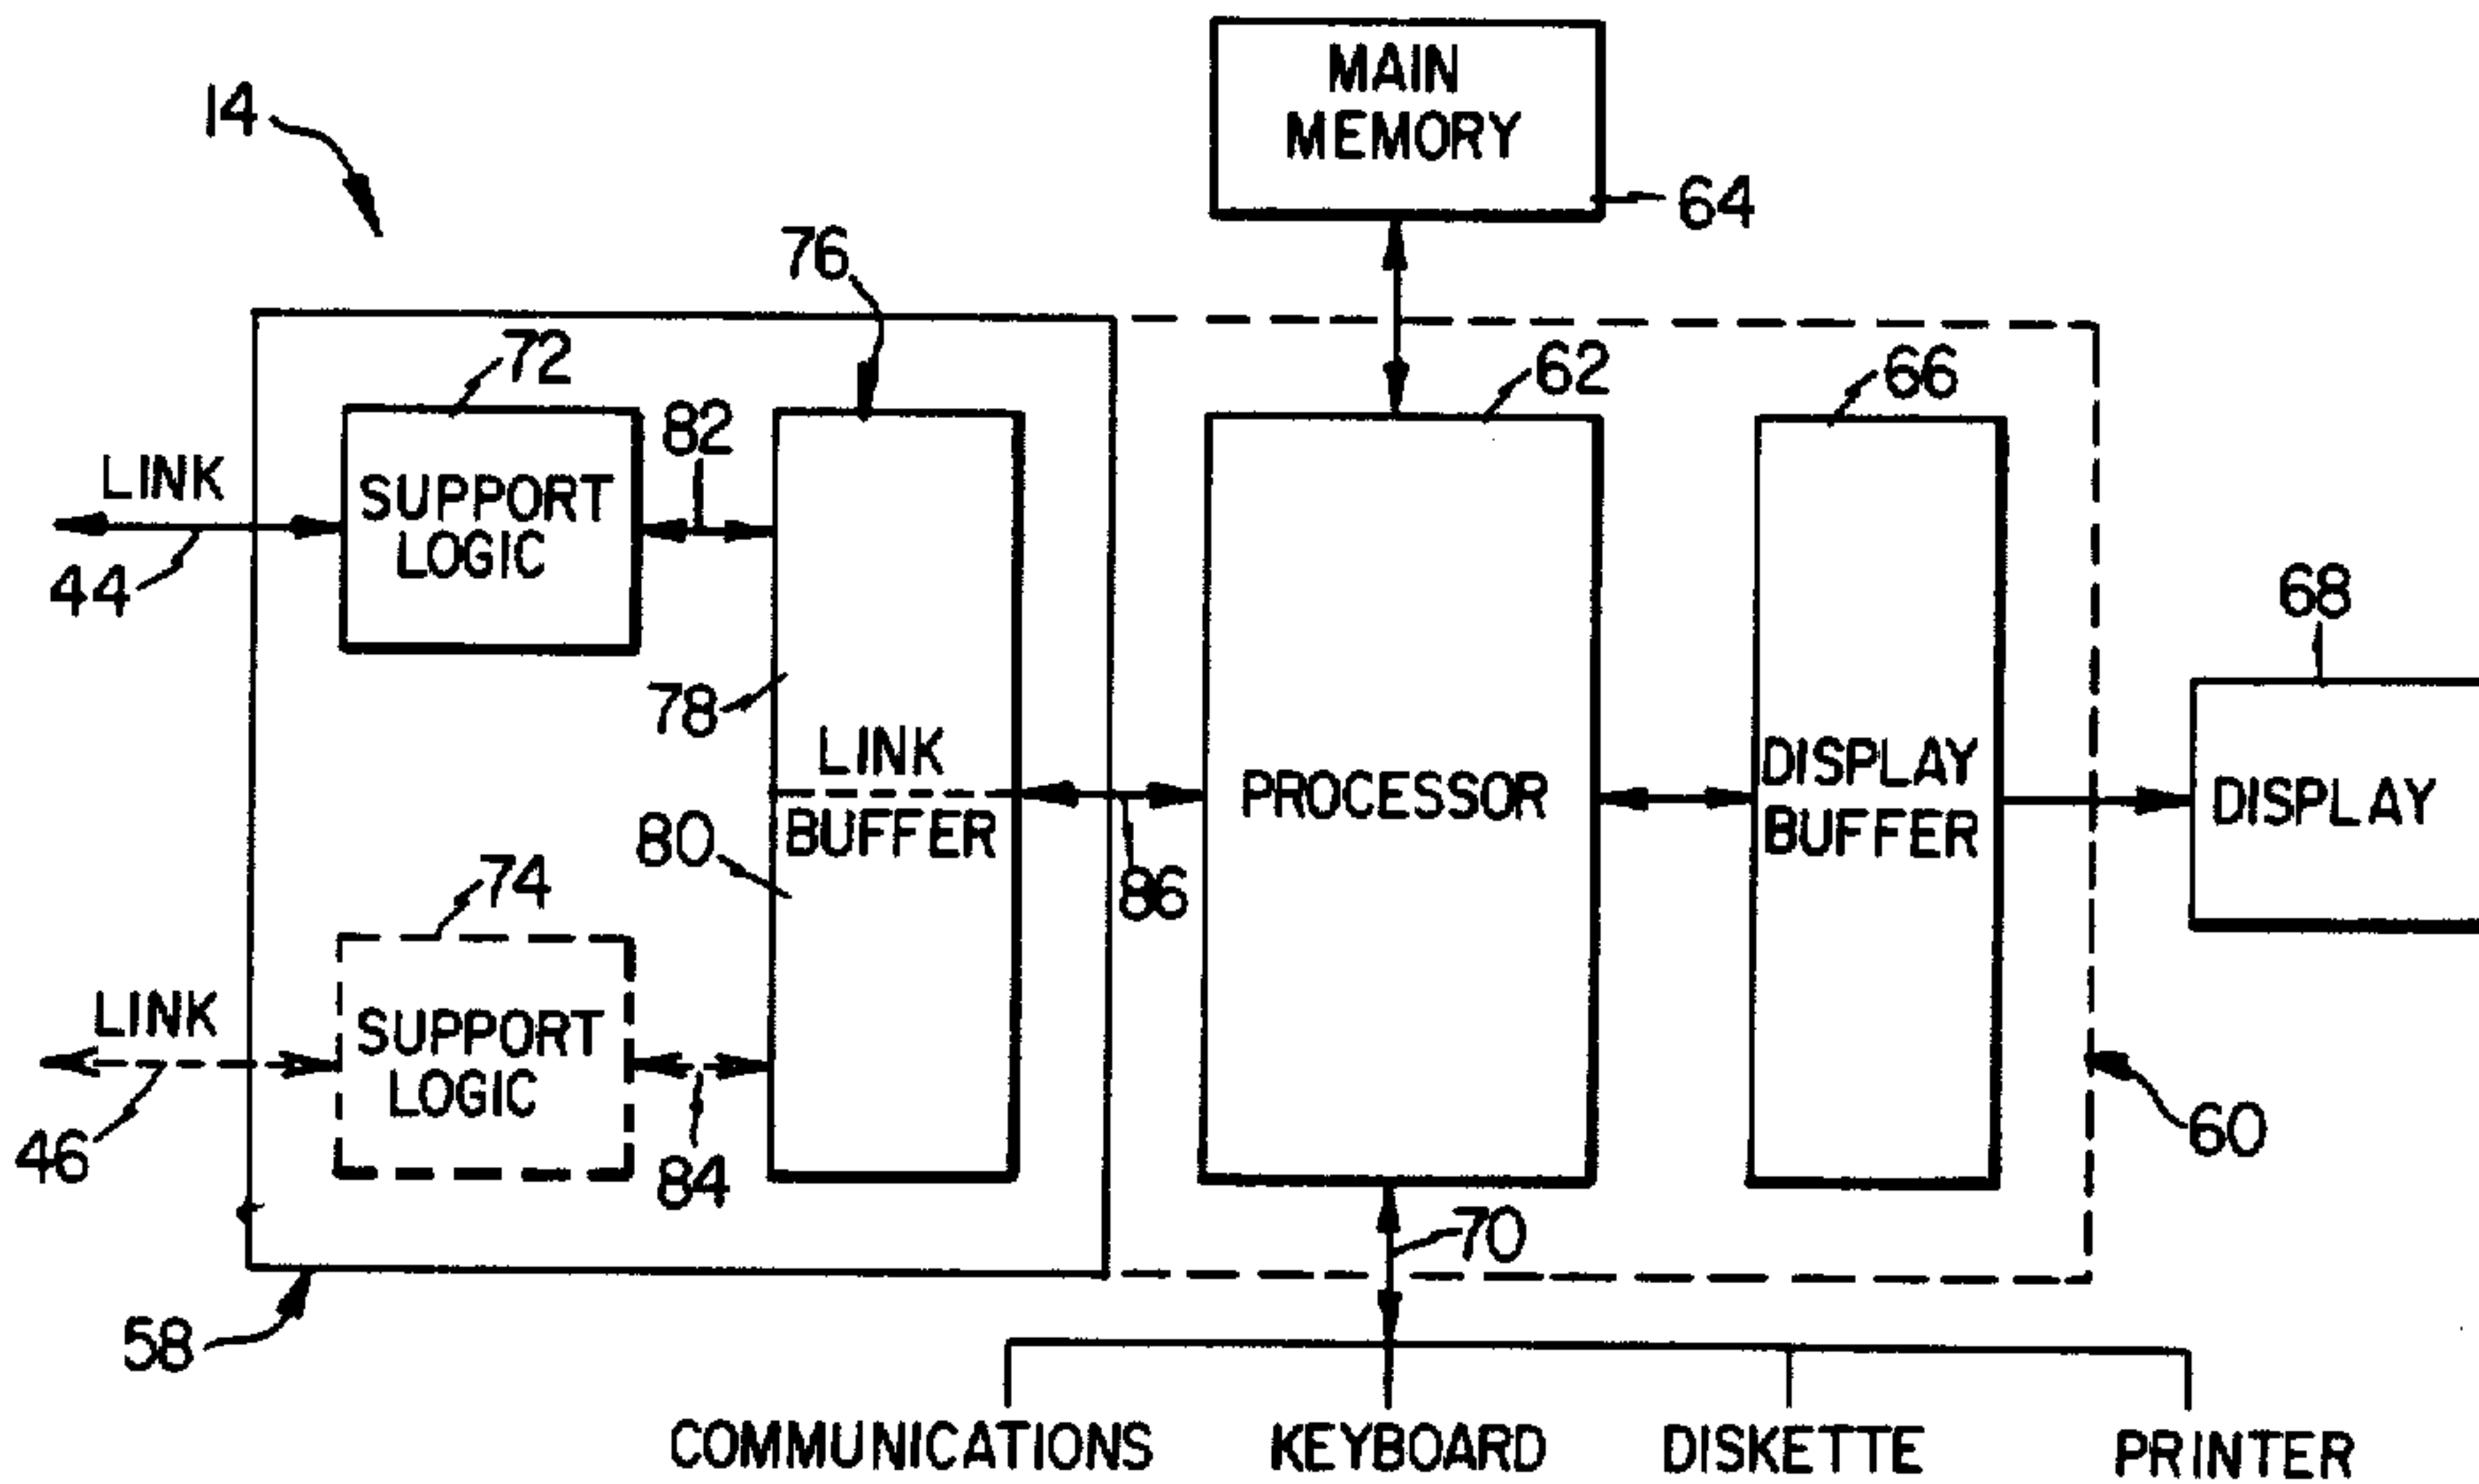 MAIN
MEMORY
14
64
76
72
62
66
82
LINK
SUPPORT
LOGIC
44
68
78
LINK
BUFFER
PROCESSOR
DISPLAY
BUFFER
DISPLAY
80
86
74
LINK
SUPPORT
LOGIC
46
84
60
70
58
COMMUNICATIONS
KEYBOARD
DISKETTE
PRINTER